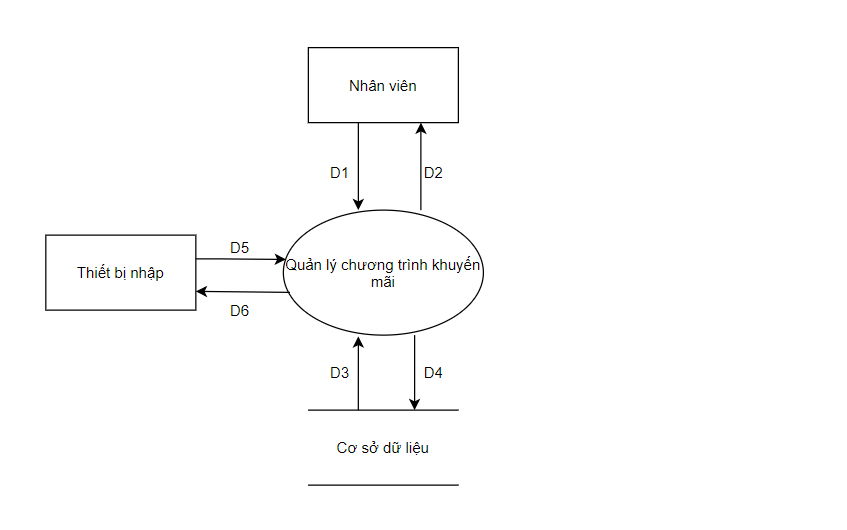 Nhân viên
D1
D2
D5
Quản lý chương trình khuyến
mãi
Thiết bị nhập
D6
D3
D4
Cơ sở dữ liệu